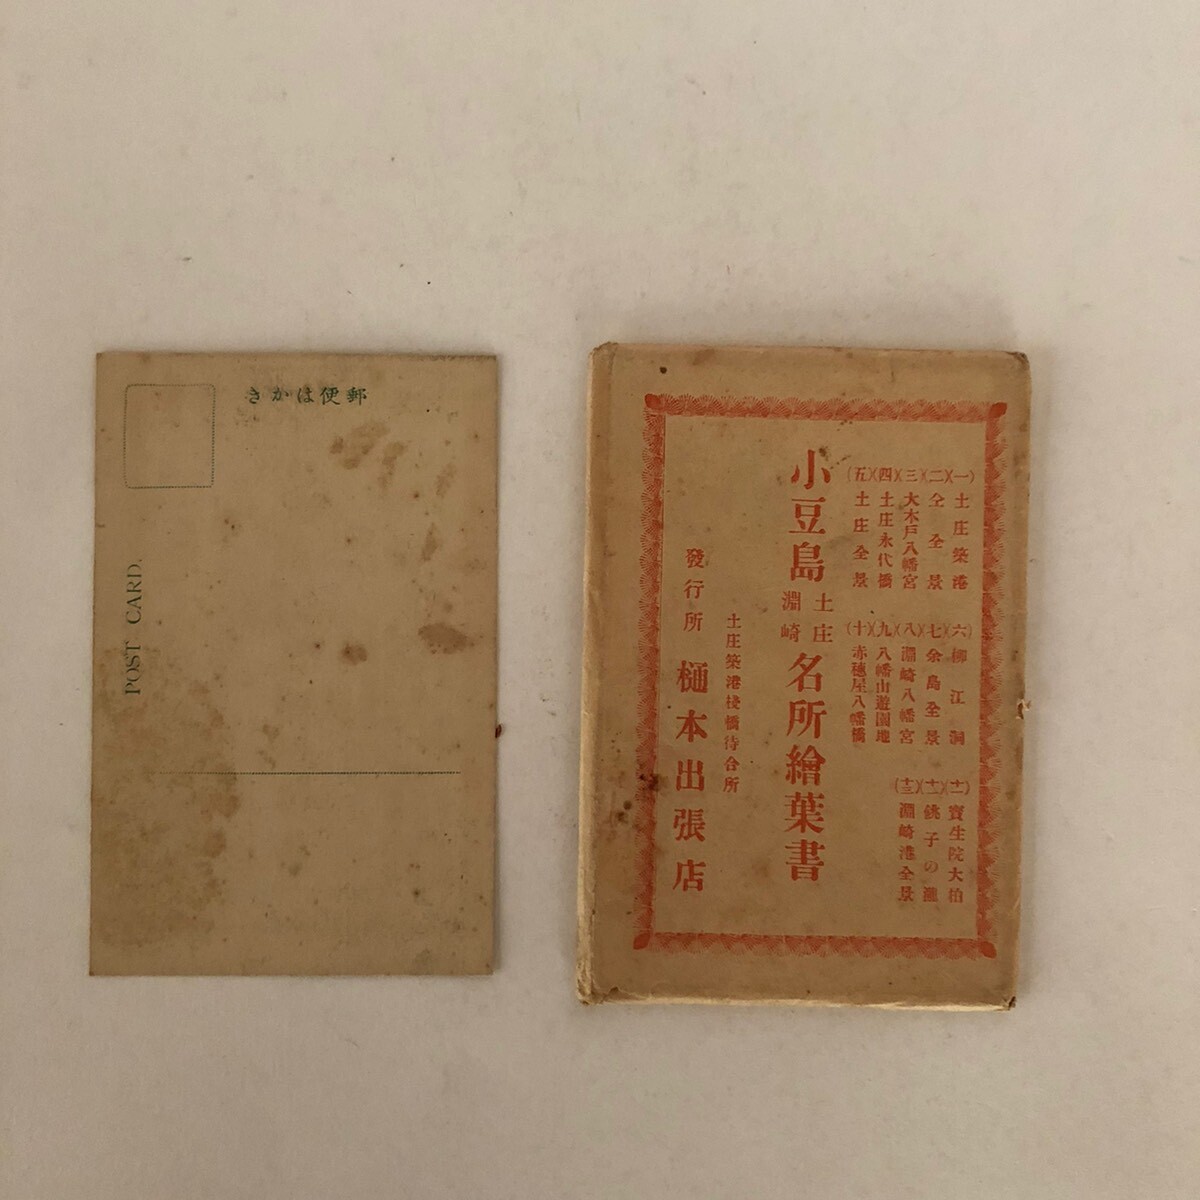 きかはは便郵
POST CARD.
(一)土庄築港
(二)仝全景
(三)大木戸八幡宮
(四)土庄永代橋
(五)土庄全景
(六)柳江洞
(七)余島全景
(八)淵崎八幡宮
(九)八幡山遊園地
(十)赤穂屋八幡橋
(十一)寳生院大柏
(十二)銚子の瀧
(十三)淵崎港全景
小豆島土庄淵崎名所繪葉書
土庄築港棧橋待合所
發行所 樋本出張店